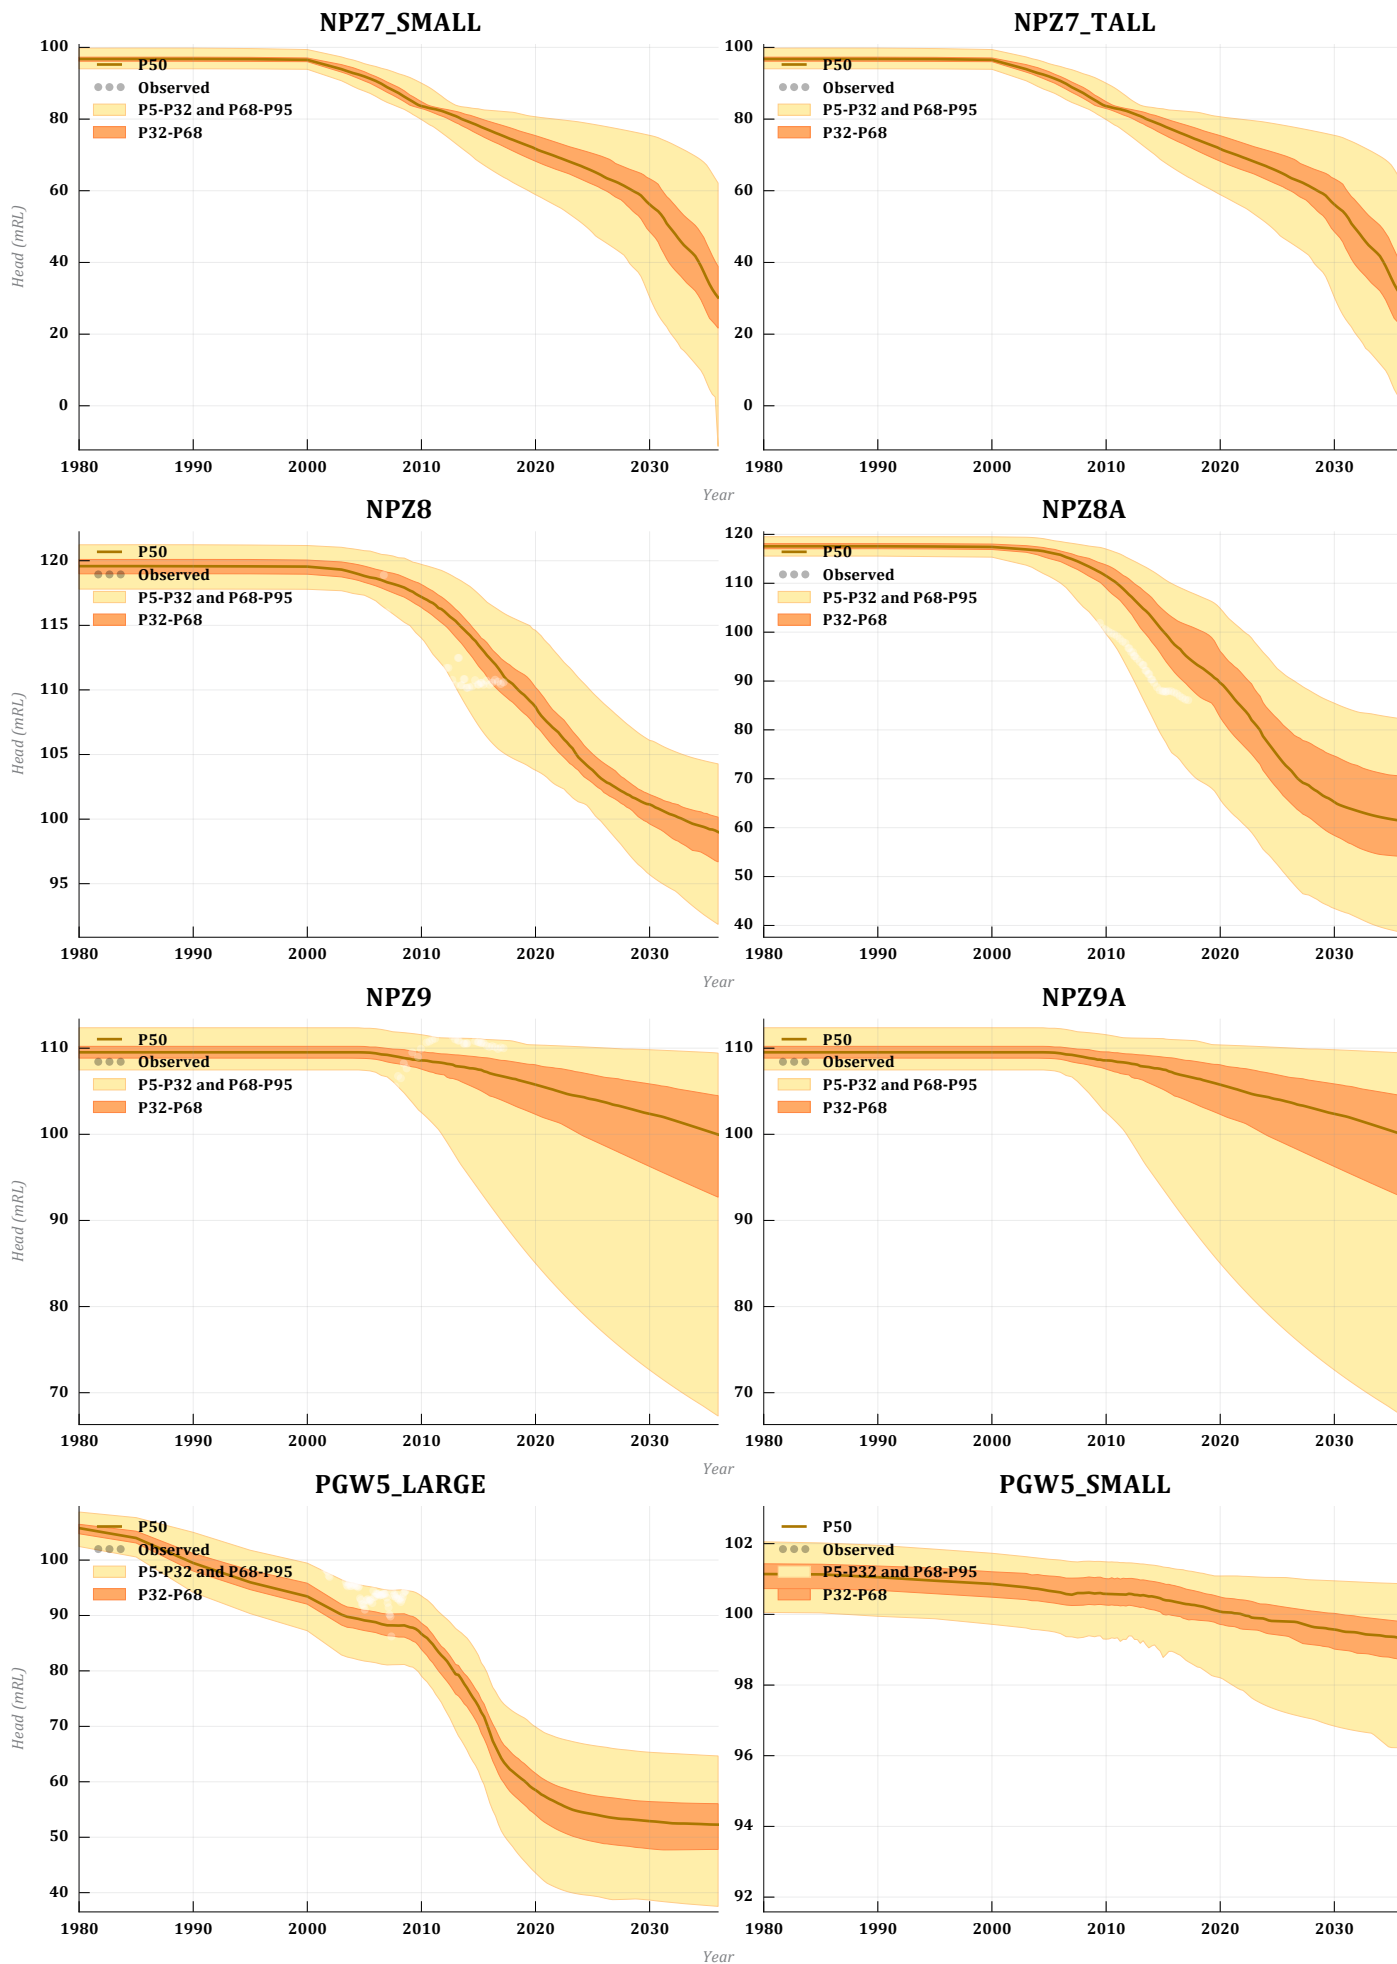 NPZ7_SMALL
Head (mRL)
100
80
60
40
20
0
P50
Observed
P5-P32 and P68-P95
P32-P68
1980 1990 2000 2010 2020 2030
NPZ7_TALL
100
80
60
40
20
0
P50
Observed
P5-P32 and P68-P95
P32-P68
1980 1990 2000 2010 2020 2030
Year
NPZ8
Head (mRL)
120
115
110
105
100
95
P50
Observed
P5-P32 and P68-P95
P32-P68
1980 1990 2000 2010 2020 2030
NPZ8A
120
110
100
90
80
70
60
50
40
P50
Observed
P5-P32 and P68-P95
P32-P68
1980 1990 2000 2010 2020 2030
Year
NPZ9
Head (mRL)
110
100
90
80
70
P50
Observed
P5-P32 and P68-P95
P32-P68
1980 1990 2000 2010 2020 2030
NPZ9A
110
100
90
80
70
P50
Observed
P5-P32 and P68-P95
P32-P68
1980 1990 2000 2010 2020 2030
Year
PGW5_LARGE
Head (mRL)
100
90
80
70
60
50
40
P50
Observed
P5-P32 and P68-P95
P32-P68
1980 1990 2000 2010 2020 2030
PGW5_SMALL
102
100
98
96
94
92
P50
Observed
P5-P32 and P68-P95
P32-P68
1980 1990 2000 2010 2020 2030
Year